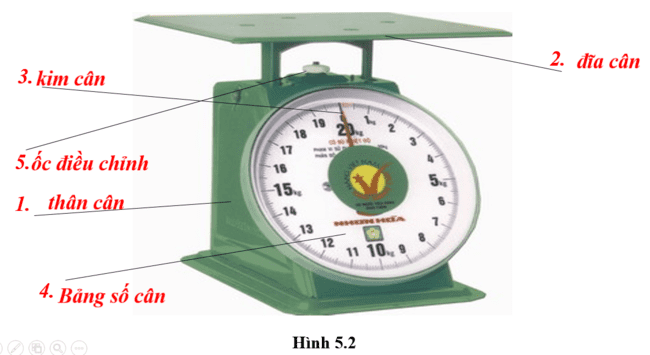 2. đĩa cân
3. kim cân
5. ốc điều chỉnh
1. thân cân
4. Bảng số cân
0
1kg
2
3
4
5kg
6
7
8
9
10kg
11
12
13
14
15kg
16
17
18
19
20kg
NHƠN HÒA
Hình 5.2